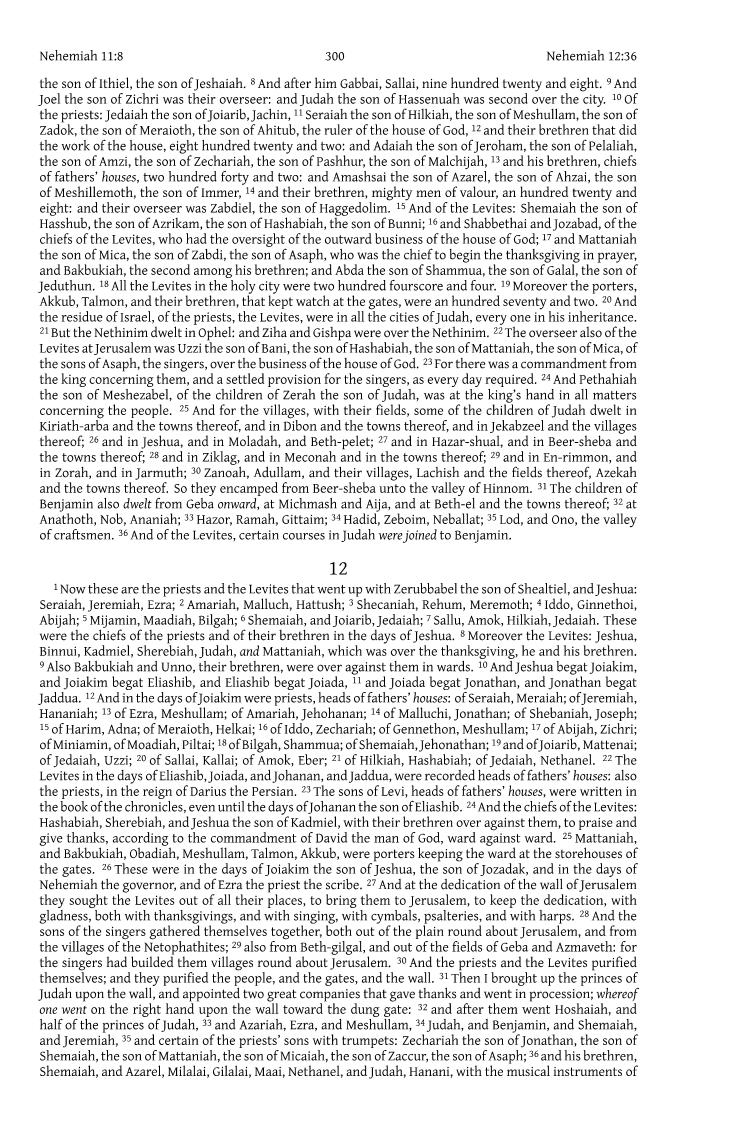 Nehemiah 11:8 300 Nehemiah 12:36
the son of Ithiel, the son of Jeshaiah. 8 And after him Gabbai, Sallai, nine hundred twenty and eight. 9 And
Joel the son of Zichri was their overseer: and Judah the son of Hassenuah was second over the city. 10 Of
the priests: Jedaiah the son of Joiarib, Jachin, 11 Seraiah the son of Hilkiah, the son of Meshullam, the son of
Zadok, the son of Meraioth, the son of Ahitub, the ruler of the house of God, 12 and their brethren that did
the work of the house, eight hundred twenty and two: and Adaiah the son of Jeroham, the son of Pelaliah,
the son of Amzi, the son of Zechariah, the son of Pashhur, the son of Malchijah, 13 and his brethren, chiefs
of fathers’ houses, two hundred forty and two: and Amashsai the son of Azarel, the son of Ahzai, the son
of Meshillemoth, the son of Immer, 14 and their brethren, mighty men of valour, an hundred twenty and
eight: and their overseer was Zabdiel, the son of Haggedolim. 15 And of the Levites: Shemaiah the son of
Hasshub, the son of Azrikam, the son of Hashabiah, the son of Bunni; 16 and Shabbethai and Jozabad, of the
chiefs of the Levites, who had the oversight of the outward business of the house of God; 17 and Mattaniah
the son of Mica, the son of Zabdi, the son of Asaph, who was the chief to begin the thanksgiving in prayer,
and Bakbukiah, the second among his brethren; and Abda the son of Shammua, the son of Galal, the son of
Jeduthun. 18 All the Levites in the holy city were two hundred fourscore and four. 19 Moreover the porters,
Akkub, Talmon, and their brethren, that kept watch at the gates, were an hundred seventy and two. 20 And
the residue of Israel, of the priests, the Levites, were in all the cities of Judah, every one in his inheritance.
21 But the Nethinim dwelt in Ophel: and Ziha and Gishpa were over the Nethinim. 22 The overseer also of the
Levites at Jerusalem was Uzzi the son of Bani, the son of Hashabiah, the son of Mattaniah, the son of Mica, of
the sons of Asaph, the singers, over the business of the house of God. 23 For there was a commandment from
the king concerning them, and a settled provision for the singers, as every day required. 24 And Pethahiah
the son of Meshezabel, of the children of Zerah the son of Judah, was at the king’s hand in all matters
concerning the people. 25 And for the villages, with their fields, some of the children of Judah dwelt in
Kiriath-arba and the towns thereof, and in Dibon and the towns thereof, and in Jekabzeel and the villages
thereof; 26 and in Jeshua, and in Moladah, and Beth-pelet; 27 and in Hazar-shual, and in Beer-sheba and
the towns thereof; 28 and in Ziklag, and in Meconah and in the towns thereof; 29 and in En-rimmon, and
in Zorah, and in Jarmuth; 30 Zanoah, Adullam, and their villages, Lachish and the fields thereof, Azekah
and the towns thereof. So they encamped from Beer-sheba unto the valley of Hinnom. 31 The children of
Benjamin also dwelt from Geba onward, at Michmash and Aija, and at Beth-el and the towns thereof; 32 at
Anathoth, Nob, Ananiah; 33 Hazor, Ramah, Gittaim; 34 Hadid, Zeboim, Neballat; 35 Lod, and Ono, the valley
of craftsmen. 36 And of the Levites, certain courses in Judah were joined to Benjamin.
12
1 Now these are the priests and the Levites that went up with Zerubbabel the son of Shealtiel, and Jeshua:
Seraiah, Jeremiah, Ezra; 2 Amariah, Malluch, Hattush; 3 Shecaniah, Rehum, Meremoth; 4 Iddo, Ginnethoi,
Abijah; 5 Mijamin, Maadiah, Bilgah; 6 Shemaiah, and Joiarib, Jedaiah; 7 Sallu, Amok, Hilkiah, Jedaiah. These
were the chiefs of the priests and of their brethren in the days of Jeshua. 8 Moreover the Levites: Jeshua,
Binnui, Kadmiel, Sherebiah, Judah, and Mattaniah, which was over the thanksgiving, he and his brethren.
9 Also Bakbukiah and Unno, their brethren, were over against them in wards. 10 And Jeshua begat Joiakim,
and Joiakim begat Eliashib, and Eliashib begat Joiada, 11 and Joiada begat Jonathan, and Jonathan begat
Jaddua. 12 And in the days of Joiakim were priests, heads of fathers’ houses: of Seraiah, Meraiah; of Jeremiah,
Hananiah; 13 of Ezra, Meshullam; of Amariah, Jehohanan; 14 of Malluchi, Jonathan; of Shebaniah, Joseph;
15 of Harim, Adna; of Meraioth, Helkai; 16 of Iddo, Zechariah; of Gennethon, Meshullam; 17 of Abijah, Zichri;
of Miniamin, of Moadiah, Piltai; 18 of Bilgah, Shammua; of Shemaiah, Jehonathan; 19 and of Joiarib, Mattenai;
of Jedaiah, Uzzi; 20 of Sallai, Kallai; of Amok, Eber; 21 of Hilkiah, Hashabiah; of Jedaiah, Nethanel. 22 The
Levites in the days of Eliashib, Joiada, and Johanan, and Jaddua, were recorded heads of fathers’ houses: also
the priests, in the reign of Darius the Persian. 23 The sons of Levi, heads of fathers’ houses, were written in
the book of the chronicles, even until the days of Johanan the son of Eliashib. 24 And the chiefs of the Levites:
Hashabiah, Sherebiah, and Jeshua the son of Kadmiel, with their brethren over against them, to praise and
give thanks, according to the commandment of David the man of God, ward against ward. 25 Mattaniah,
and Bakbukiah, Obadiah, Meshullam, Talmon, Akkub, were porters keeping the ward at the storehouses of
the gates. 26 These were in the days of Joiakim the son of Jeshua, the son of Jozadak, and in the days of
Nehemiah the governor, and of Ezra the priest the scribe. 27 And at the dedication of the wall of Jerusalem
they sought the Levites out of all their places, to bring them to Jerusalem, to keep the dedication, with
gladness, both with thanksgivings, and with singing, with cymbals, psalteries, and with harps. 28 And the
sons of the singers gathered themselves together, both out of the plain round about Jerusalem, and from
the villages of the Netophathites; 29 also from Beth-gilgal, and out of the fields of Geba and Azmaveth: for
the singers had builded them villages round about Jerusalem. 30 And the priests and the Levites purified
themselves; and they purified the people, and the gates, and the wall. 31 Then I brought up the princes of
Judah upon the wall, and appointed two great companies that gave thanks and went in procession; whereof
one went on the right hand upon the wall toward the dung gate: 32 and after them went Hoshaiah, and
half of the princes of Judah, 33 and Azariah, Ezra, and Meshullam, 34 Judah, and Benjamin, and Shemaiah,
and Jeremiah, 35 and certain of the priests’ sons with trumpets: Zechariah the son of Jonathan, the son of
Shemaiah, the son of Mattaniah, the son of Micaiah, the son of Zaccur, the son of Asaph; 36 and his brethren,
Shemaiah, and Azarel, Milalai, Gilalai, Maai, Nethanel, and Judah, Hanani, with the musical instruments of